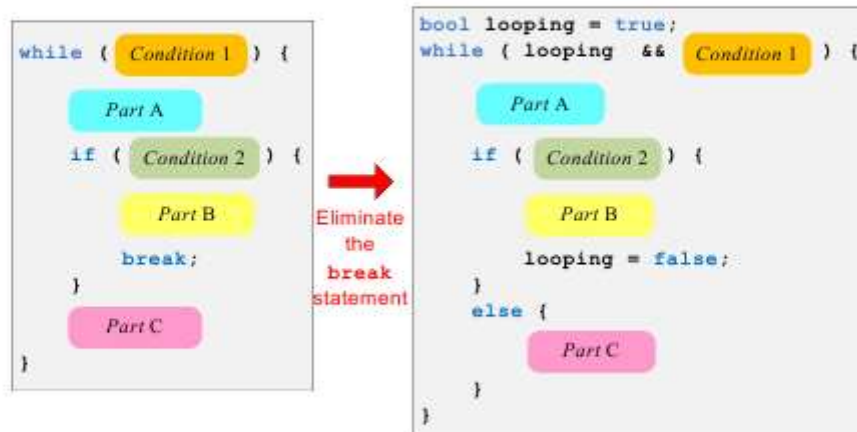 while ( Condition 1 ) {
Part A
if ( Condition 2 ) {
Part B
break;
}
Part C
}
Eliminate
the
break
statement
bool looping = true;
while ( looping && Condition 1 ) {
Part A
if ( Condition 2 ) {
Part B
looping = false;
}
else {
Part C
}
}